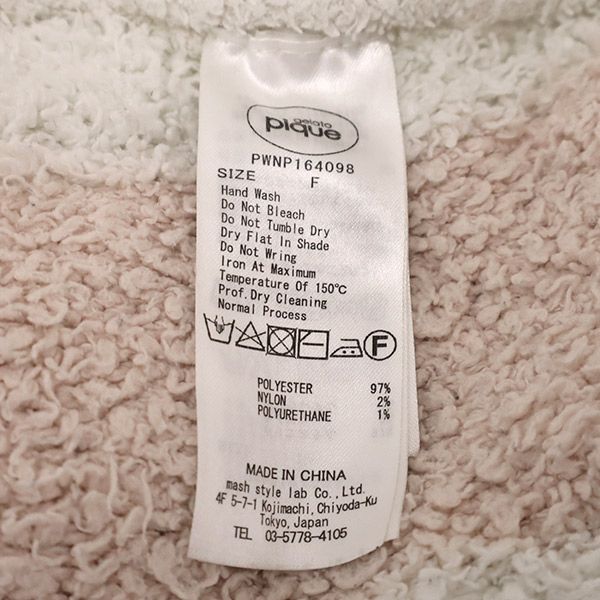 gelato
pique
PWNP164098
SIZE F
Hand Wash
Do Not Bleach
Do Not Tumble Dry
Dry Flat In Shade
Do Not Wring
Iron At Maximum
Temperature Of 150℃
Prof. Dry Cleaning
Normal Process
F
POLYESTER 97%
NYLON 2%
POLYURETHANE 1%
MADE IN CHINA
mash style lab Co., Ltd.
4F 5-7-1 Kojimachi, Chiyoda-Ku
Tokyo, Japan
TEL 03-5778-4105